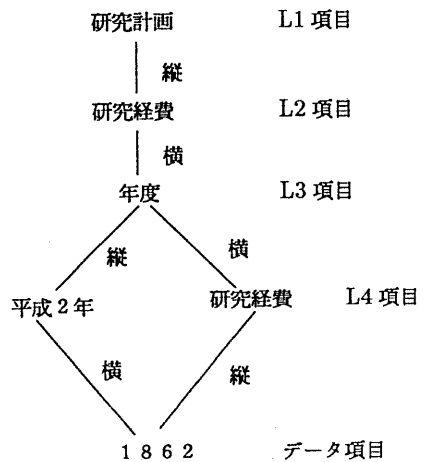 研究計画 L1 項目
縦
研究経費 L2 項目
横
年度 L3 項目
縦 横
平成2年 研究経費 L4 項目
横 縦
1862 データ項目